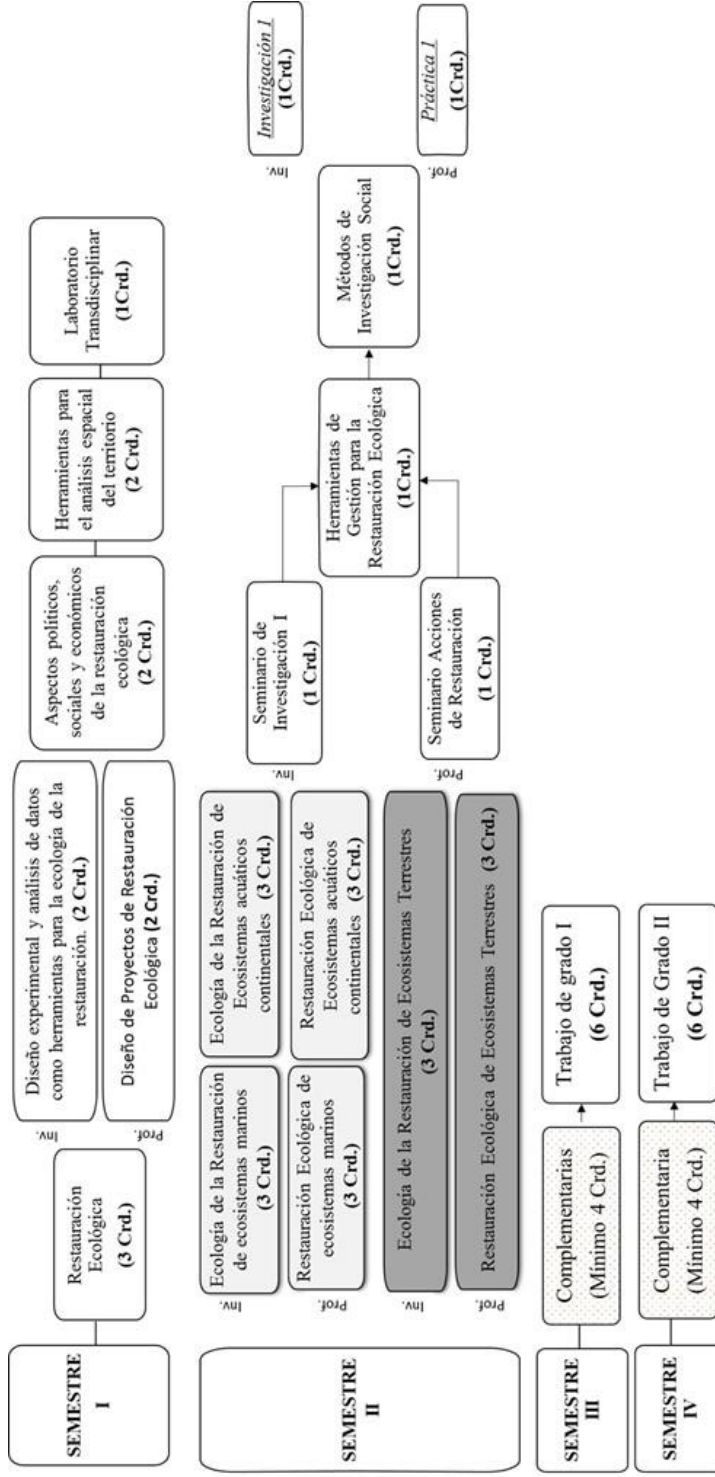 SEMESTRE
I
Restauración
Ecológica
(3 Crd.)
Inv.
Diseño experimental y análisis de datos
como herramientas para la ecología de la
restauración. (2 Crd.)
Prof.
Diseño de Proyectos de Restauración
Ecológica (2 Crd.)
Aspectos políticos,
sociales y económicos
de la restauración
ecológica
(2 Crd.)
Herramientas para
el análisis espacial
del territorio
(2 Crd.)
Laboratorio
Transdisciplinar
(1Crd.)
SEMESTRE
II
Inv.
Ecología de la Restauración
de ecosistemas marinos
(3 Crd.)
Ecología de la Restauración de
Ecosistemas acuáticos
continentales (3 Crd.)
Prof.
Restauración Ecológica de
ecosistemas marinos
(3 Crd.)
Restauración Ecológica de
Ecosistemas acuáticos
continentales (3 Crd.)
Inv.
Ecología de la Restauración de Ecosistemas Terrestres
(3 Crd.)
Prof.
Restauración Ecológica de Ecosistemas Terrestres (3 Crd.)
Inv.
Seminario de
Investigación I
(1 Crd.)
Prof.
Seminario Acciones
de Restauración
(1 Crd.)
Herramientas de
Gestión para la
Restauración Ecológica
(1Crd.)
Métodos de
Investigación Social
(1Crd.)
Inv.
Investigación 1
(1Crd.)
Prof.
Práctica 1
(1Crd.)
SEMESTRE
III
Complementarias
(Mínimo 4 Crd.)
Trabajo de grado I
(6 Crd.)
SEMESTRE
IV
Complementaria
(Mínimo 4 Crd.)
Trabajo de Grado II
(6 Crd.)